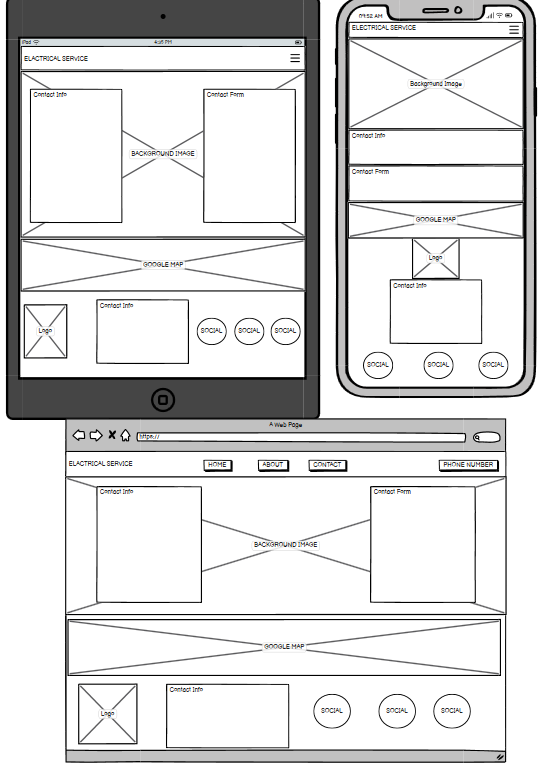 iPad
4:26 PM
ELACTRICAL SERVICE
Contact Info
Contact Form
BACKGROUND IMAGE
GOOGLE MAP
Logo
Contact Info
SOCIAL
SOCIAL
SOCIAL
09:52 AM
ELECTRICAL SERVICE
Background Image
Contact Info
Contact Form
GOOGLE MAP
Logo
Contact Info
SOCIAL
SOCIAL
SOCIAL
A Web Page
https://
ELACTRICAL SERVICE
HOME
ABOUT
CONTACT
PHONE NUMBER
Contact Info
Contact Form
BACKGROUND IMAGE
GOOGLE MAP
Logo
Contact Info
SOCIAL
SOCIAL
SOCIAL